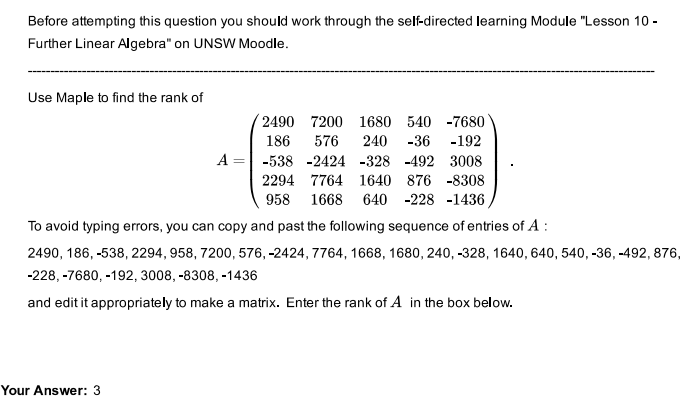 Before attempting this question you should work through the self-directed learning Module "Lesson 10 -
Further Linear Algebra" on UNSW Moodle.
Use Maple to find the rank of
2490 7200 1680 540 -7680
186 576 240 -36 -192
A = -538 -2424 -328 -492 3008 .
2294 7764 1640 876 -8308
958 1668 640 -228 -1436
To avoid typing errors, you can copy and past the following sequence of entries of A :
2490, 186, -538, 2294, 958, 7200, 576, -2424, 7764, 1668, 1680, 240, -328, 1640, 640, 540, -36, -492, 876,
-228, -7680, -192, 3008, -8308, -1436
and edit it appropriately to make a matrix. Enter the rank of A in the box below.
Your Answer: 3